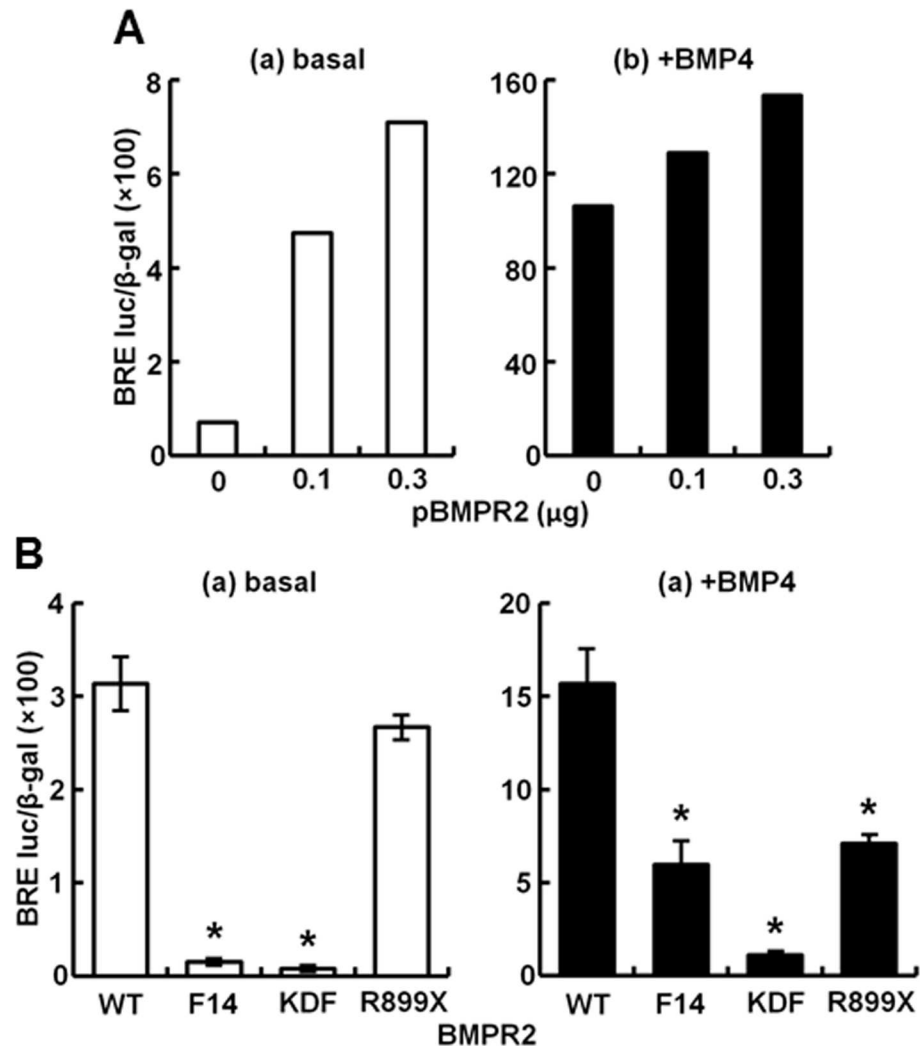 A
(a) basal
(b) +BMP4
BRE luc/β-gal (×100)
8
6
4
2
0
160
120
80
40
0
0 0.1 0.3
0 0.1 0.3
pBMPR2 (μg)
B
(a) basal
(a) +BMP4
BRE luc/β-gal (×100)
4
3
2
1
0
* *
20
15
10
5
0
* * *
WT F14 KDF R899X
WT F14 KDF R899X
BMPR2